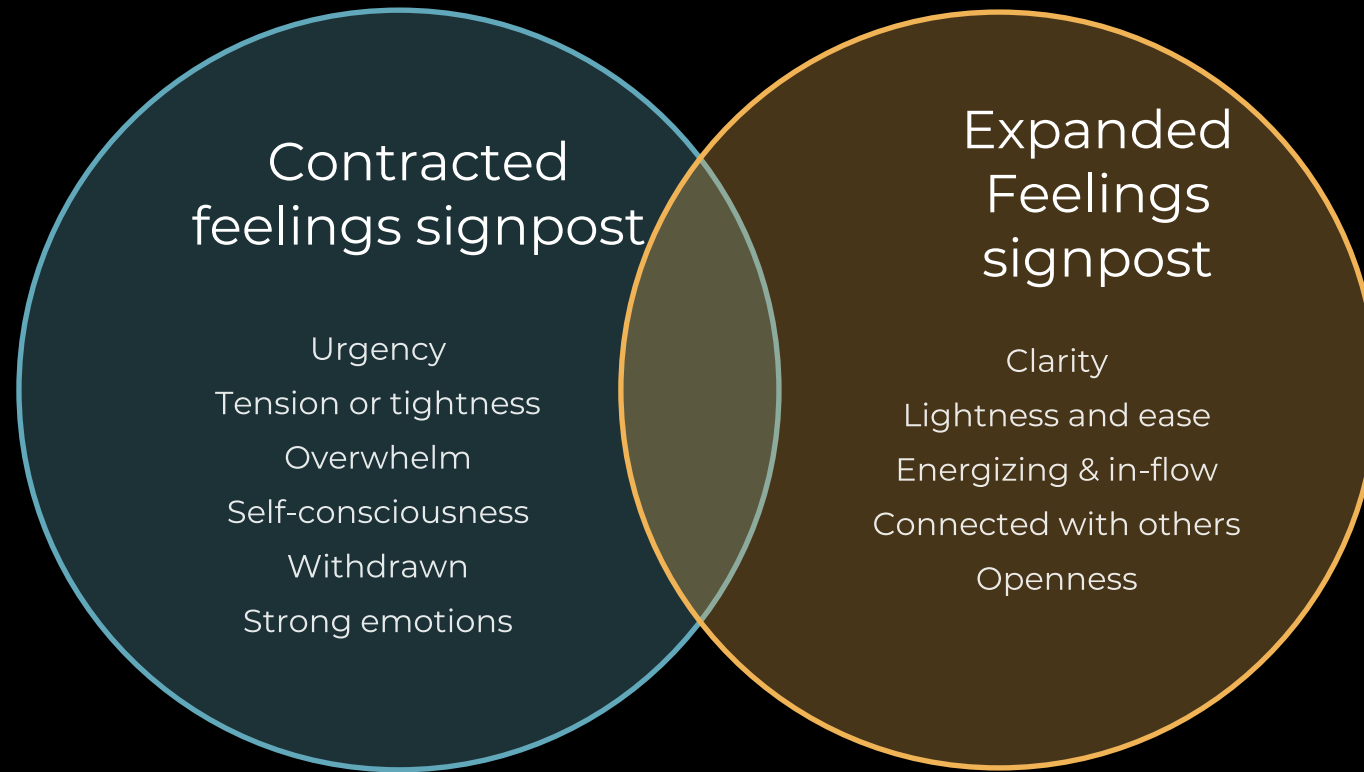 Contracted
feelings signpost
Urgency
Tension or tightness
Overwhelm
Self-consciousness
Withdrawn
Strong emotions
Expanded
Feelings
signpost
Clarity
Lightness and ease
Energizing & in-flow
Connected with others
Openness